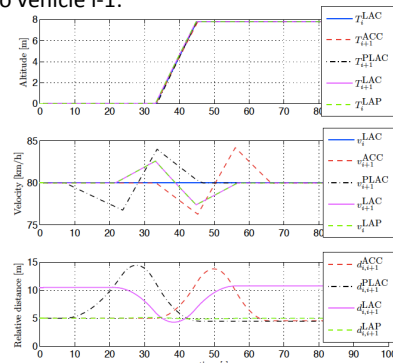 to vehicle i-1.
Altitude [m]
8
6
4
2
0
0 10 20 30 40 50 60 70 80
T_i^LAC
T_{i+1}^ACC
T_{i+1}^PLAC
T_{i+1}^LAC
T_i^LAP
Velocity [km/h]
85
80
75
0 10 20 30 40 50 60 70 80
v_i^LAC
v_{i+1}^ACC
v_{i+1}^PLAC
v_{i+1}^LAC
v_i^LAP
Relative distance [m]
15
10
5
0
0 10 20 30 40 50 60 70 80 90 100
d_{i,i+1}^ACC
d_{i,i+1}^PLAC
d_{i,i+1}^LAC
d_{i,i+1}^LAP